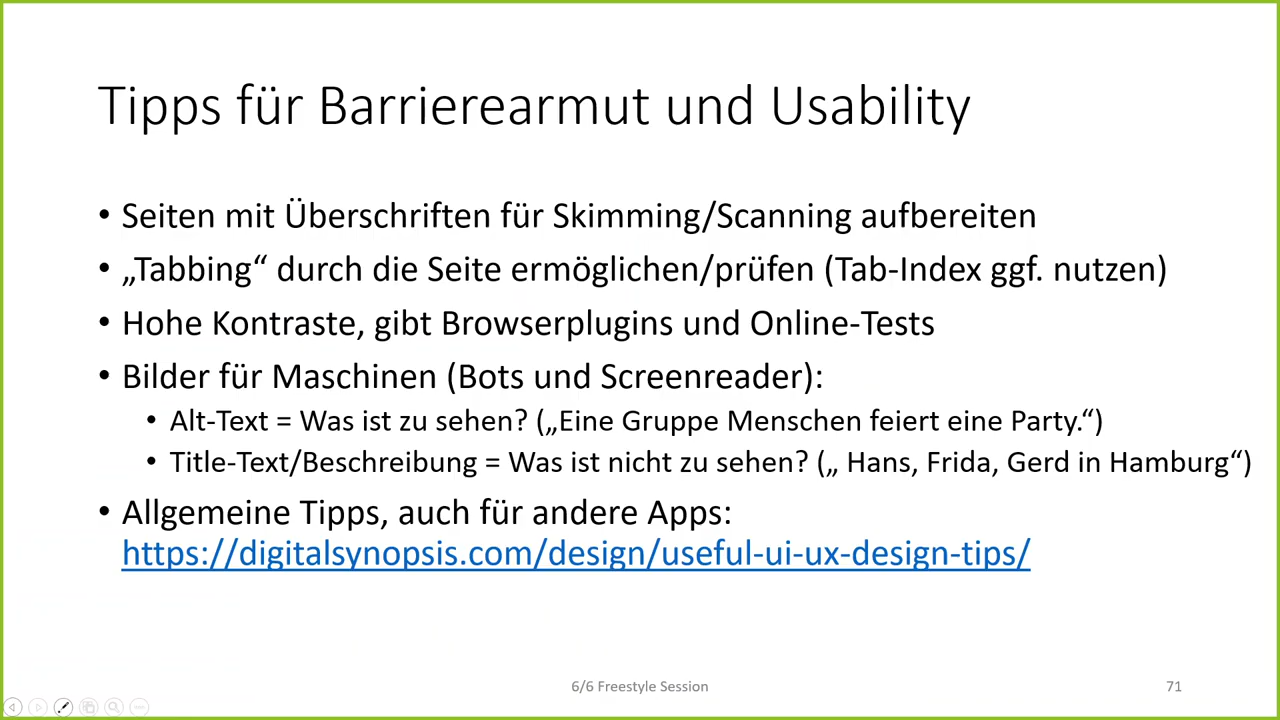 Tipps für Barrierearmut und Usability
• Seiten mit Überschriften für Skimming/Scanning aufbereiten
• „Tabbing“ durch die Seite ermöglichen/prüfen (Tab-Index ggf. nutzen)
• Hohe Kontraste, gibt Browserplugins und Online-Tests
• Bilder für Maschinen (Bots und Screenreader):
• Alt-Text = Was ist zu sehen? („Eine Gruppe Menschen feiert eine Party.“)
• Title-Text/Beschreibung = Was ist nicht zu sehen? („ Hans, Frida, Gerd in Hamburg“)
• Allgemeine Tipps, auch für andere Apps:
https://digitalsynopsis.com/design/useful-ui-ux-design-tips/
6/6 Freestyle Session
71